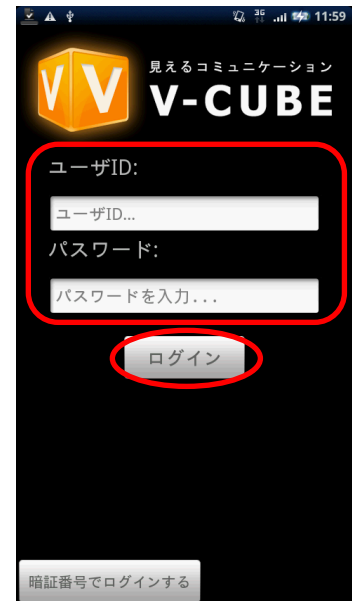 3G 11:59
VV
見えるコミュニケーション
V-CUBE
ユーザID:
ユーザID...
パスワード:
パスワードを入力...
ログイン
暗証番号でログインする